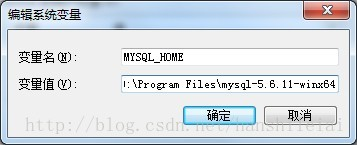 编辑系统变量
变量名(N):
MYSQL_HOME
变量值(V):
:\Program Files\mysql-5.6.11-winx64
确定
取消
http://blog.csdn.net/hanshileiai